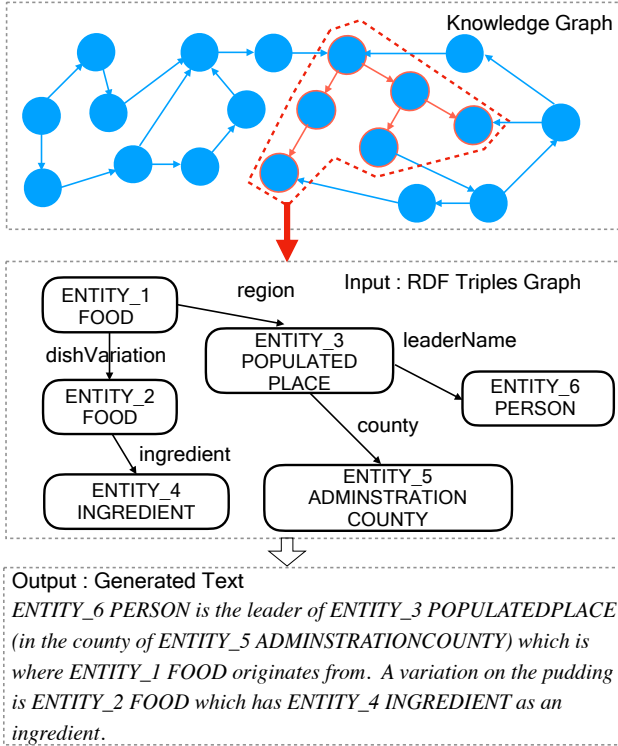 Knowledge Graph
Input : RDF Triples Graph
ENTITY_1
FOOD
region
dishVariation
ENTITY_3
POPULATED
PLACE
leaderName
ENTITY_2
FOOD
ENTITY_6
PERSON
ingredient
county
ENTITY_4
INGREDIENT
ENTITY_5
ADMINSTRATION
COUNTY
Output : Generated Text
ENTITY_6 PERSON is the leader of ENTITY_3 POPULATEDPLACE
(in the county of ENTITY_5 ADMINSTRATIONCOUNTY) which is
where ENTITY_1 FOOD originates from. A variation on the pudding
is ENTITY_2 FOOD which has ENTITY_4 INGREDIENT as an
ingredient.